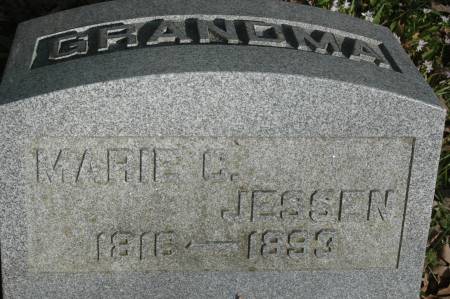 GRANDMA
MARIE C.
JESSEN
1816 — 1893